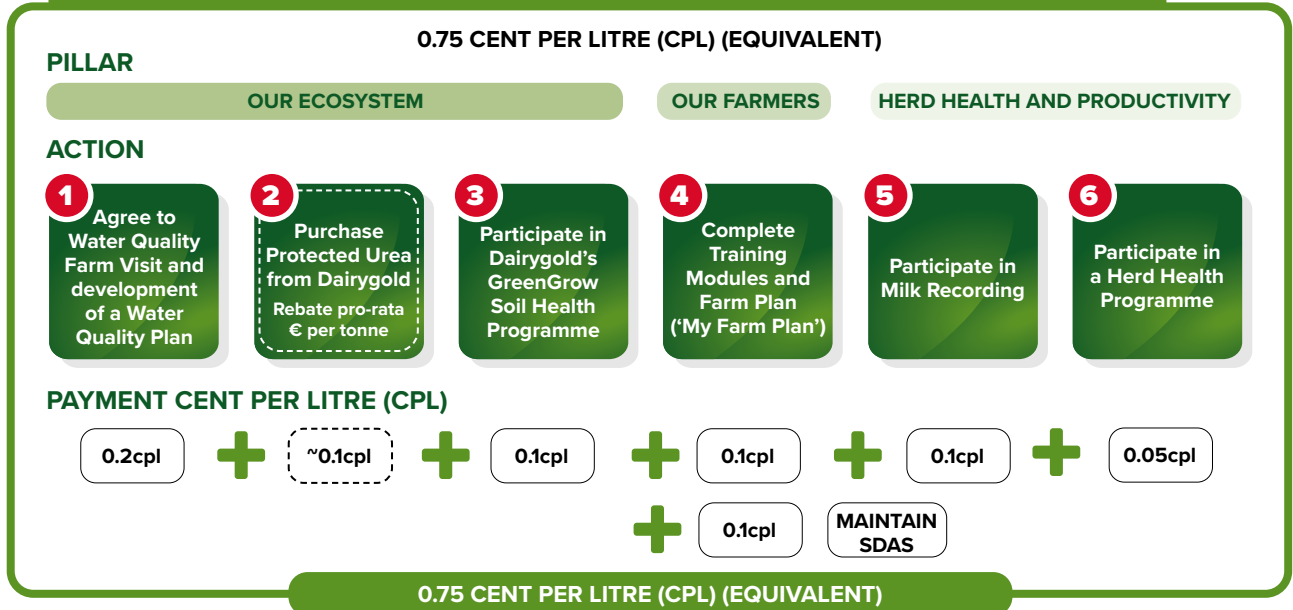 0.75 CENT PER LITRE (CPL) (EQUIVALENT)
PILLAR
OUR ECOSYSTEM
OUR FARMERS
HERD HEALTH AND PRODUCTIVITY
ACTION
1
Agree to
Water Quality
Farm Visit and
development
of a Water
Quality Plan
2
Purchase
Protected Urea
from Dairygold
Rebate pro-rata
€ per tonne
3
Participate in
Dairygold’s
GreenGrow
Soil Health
Programme
4
Complete
Training
Modules and
Farm Plan
(‘My Farm Plan’)
5
Participate in
Milk Recording
6
Participate in
a Herd Health
Programme
PAYMENT CENT PER LITRE (CPL)
0.2cpl
+
~0.1cpl
+
0.1cpl
+
0.1cpl
+
0.1cpl
+
0.05cpl
+
0.1cpl
MAINTAIN
SDAS
0.75 CENT PER LITRE (CPL) (EQUIVALENT)